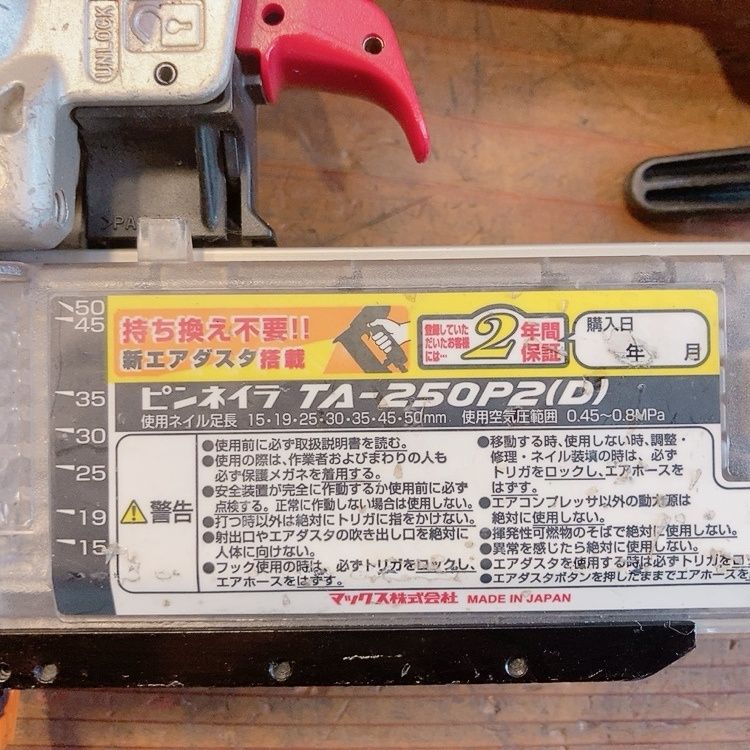 UNLOCK
>PA
50
45
35
30
25
19
15
持ち換え不要!!
新エアダスタ搭載
登録していた
だいたお客様
には…
2年間
保証
購入日
年 月
ピンネイラ TA-250P2(D)
使用ネイル足長 15・19・25・30・35・45・50mm 使用空気圧範囲 0.45～0.8MPa
警告
●使用前に必ず取扱説明書を読む。
●使用の際は、作業者およびまわりの人も
必ず保護メガネを着用する。
●安全装置が完全に作動するか使用前に必ず
点検する。正常に作動しない場合は使用しない。
●打つ時以外は絶対にトリガに指をかけない。
●射出口やエアダスタの吹き出し口を絶対に
人体に向けない。
●フック使用の時は、必ずトリガをロックし、
エアホースをはずす。
●移動する時、使用しない時、調整・
修理・ネイル装填の時は、必ず
トリガをロックし、エアホースを
はずす。
●エアコンプレッサ以外の動力源は
絶対に使用しない。
●揮発性可燃物のそばで絶対に使用しない。
●異常を感じたら絶対に使用しない。
●エアダスタを使用する時は必ずトリガをロッ
●エアダスタボタンを押したままでエアホースを
マックス株式会社 MADE IN JAPAN